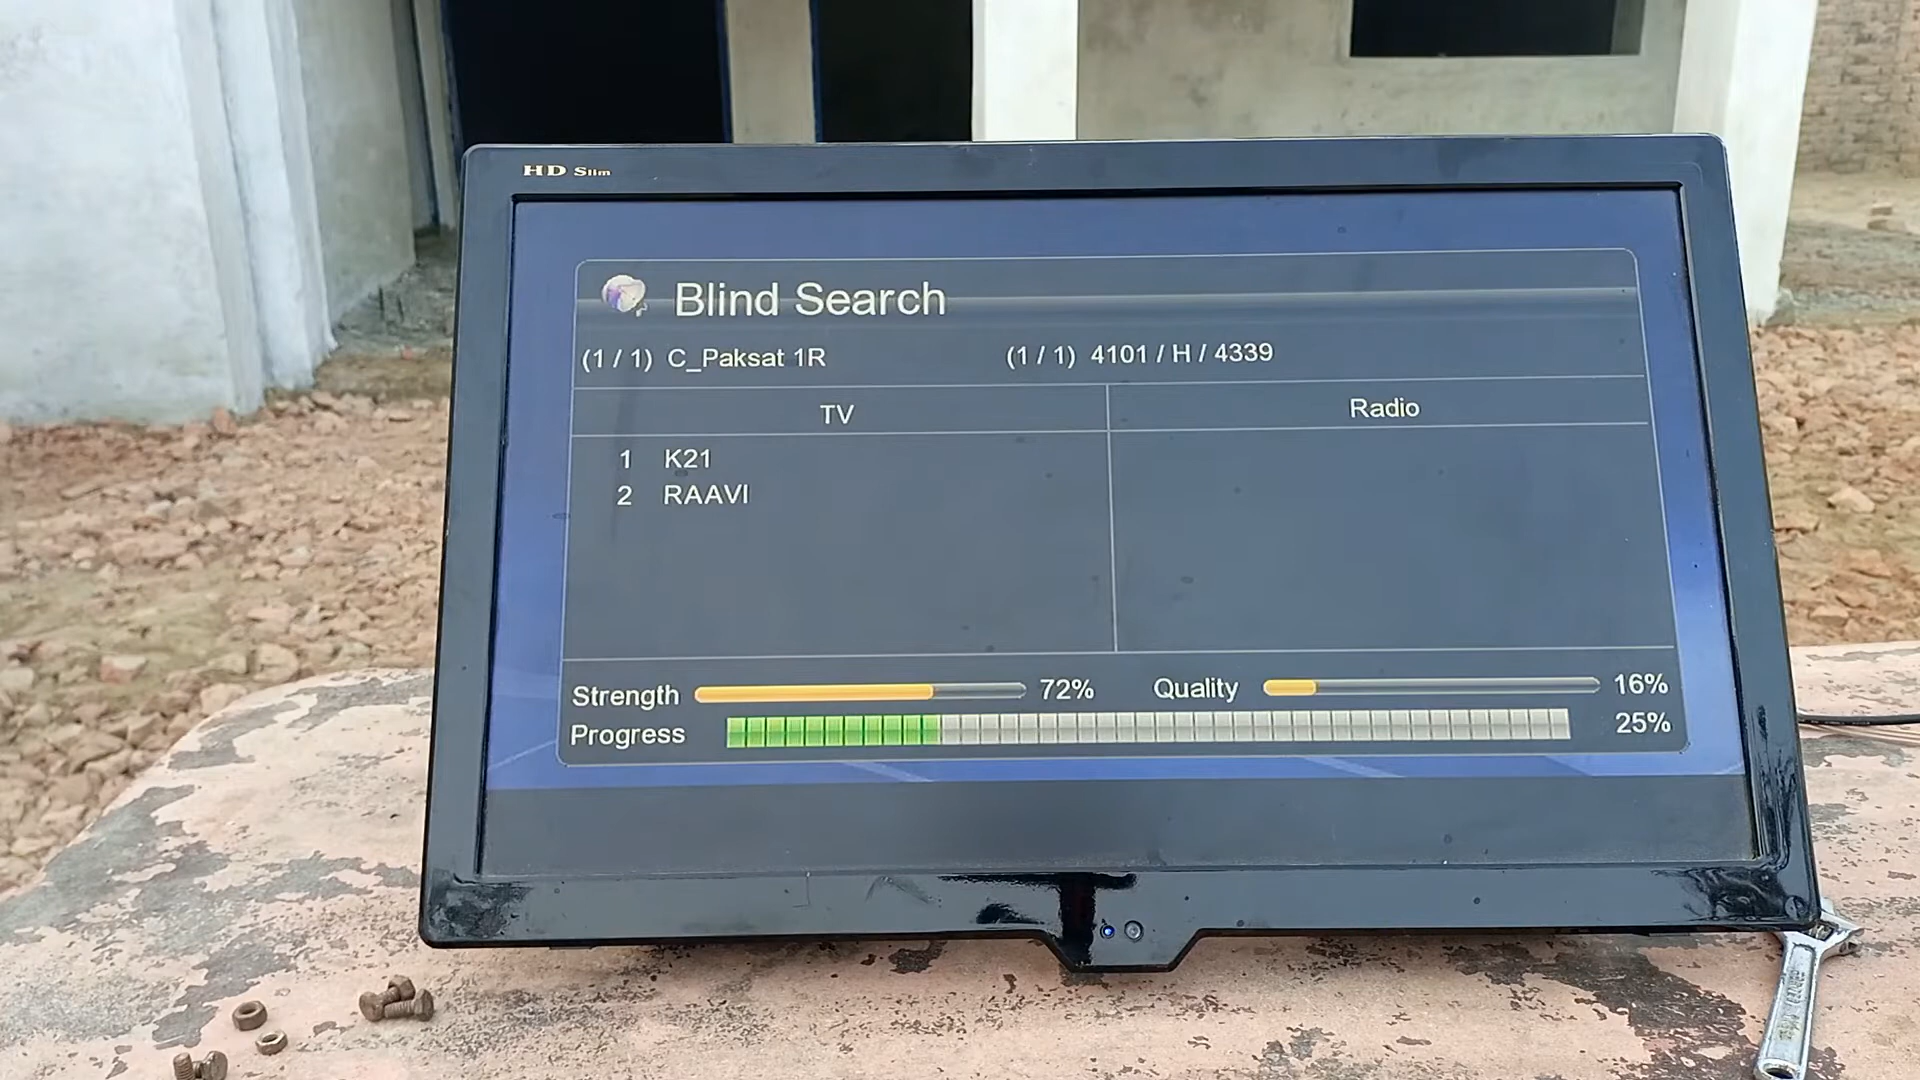 HD Slim
Blind Search
(1 / 1) C_Paksat 1R (1 / 1) 4101 / H / 4339
TV Radio
1 K21
2 RAAVI
Strength 72% Quality 16%
Progress 25%